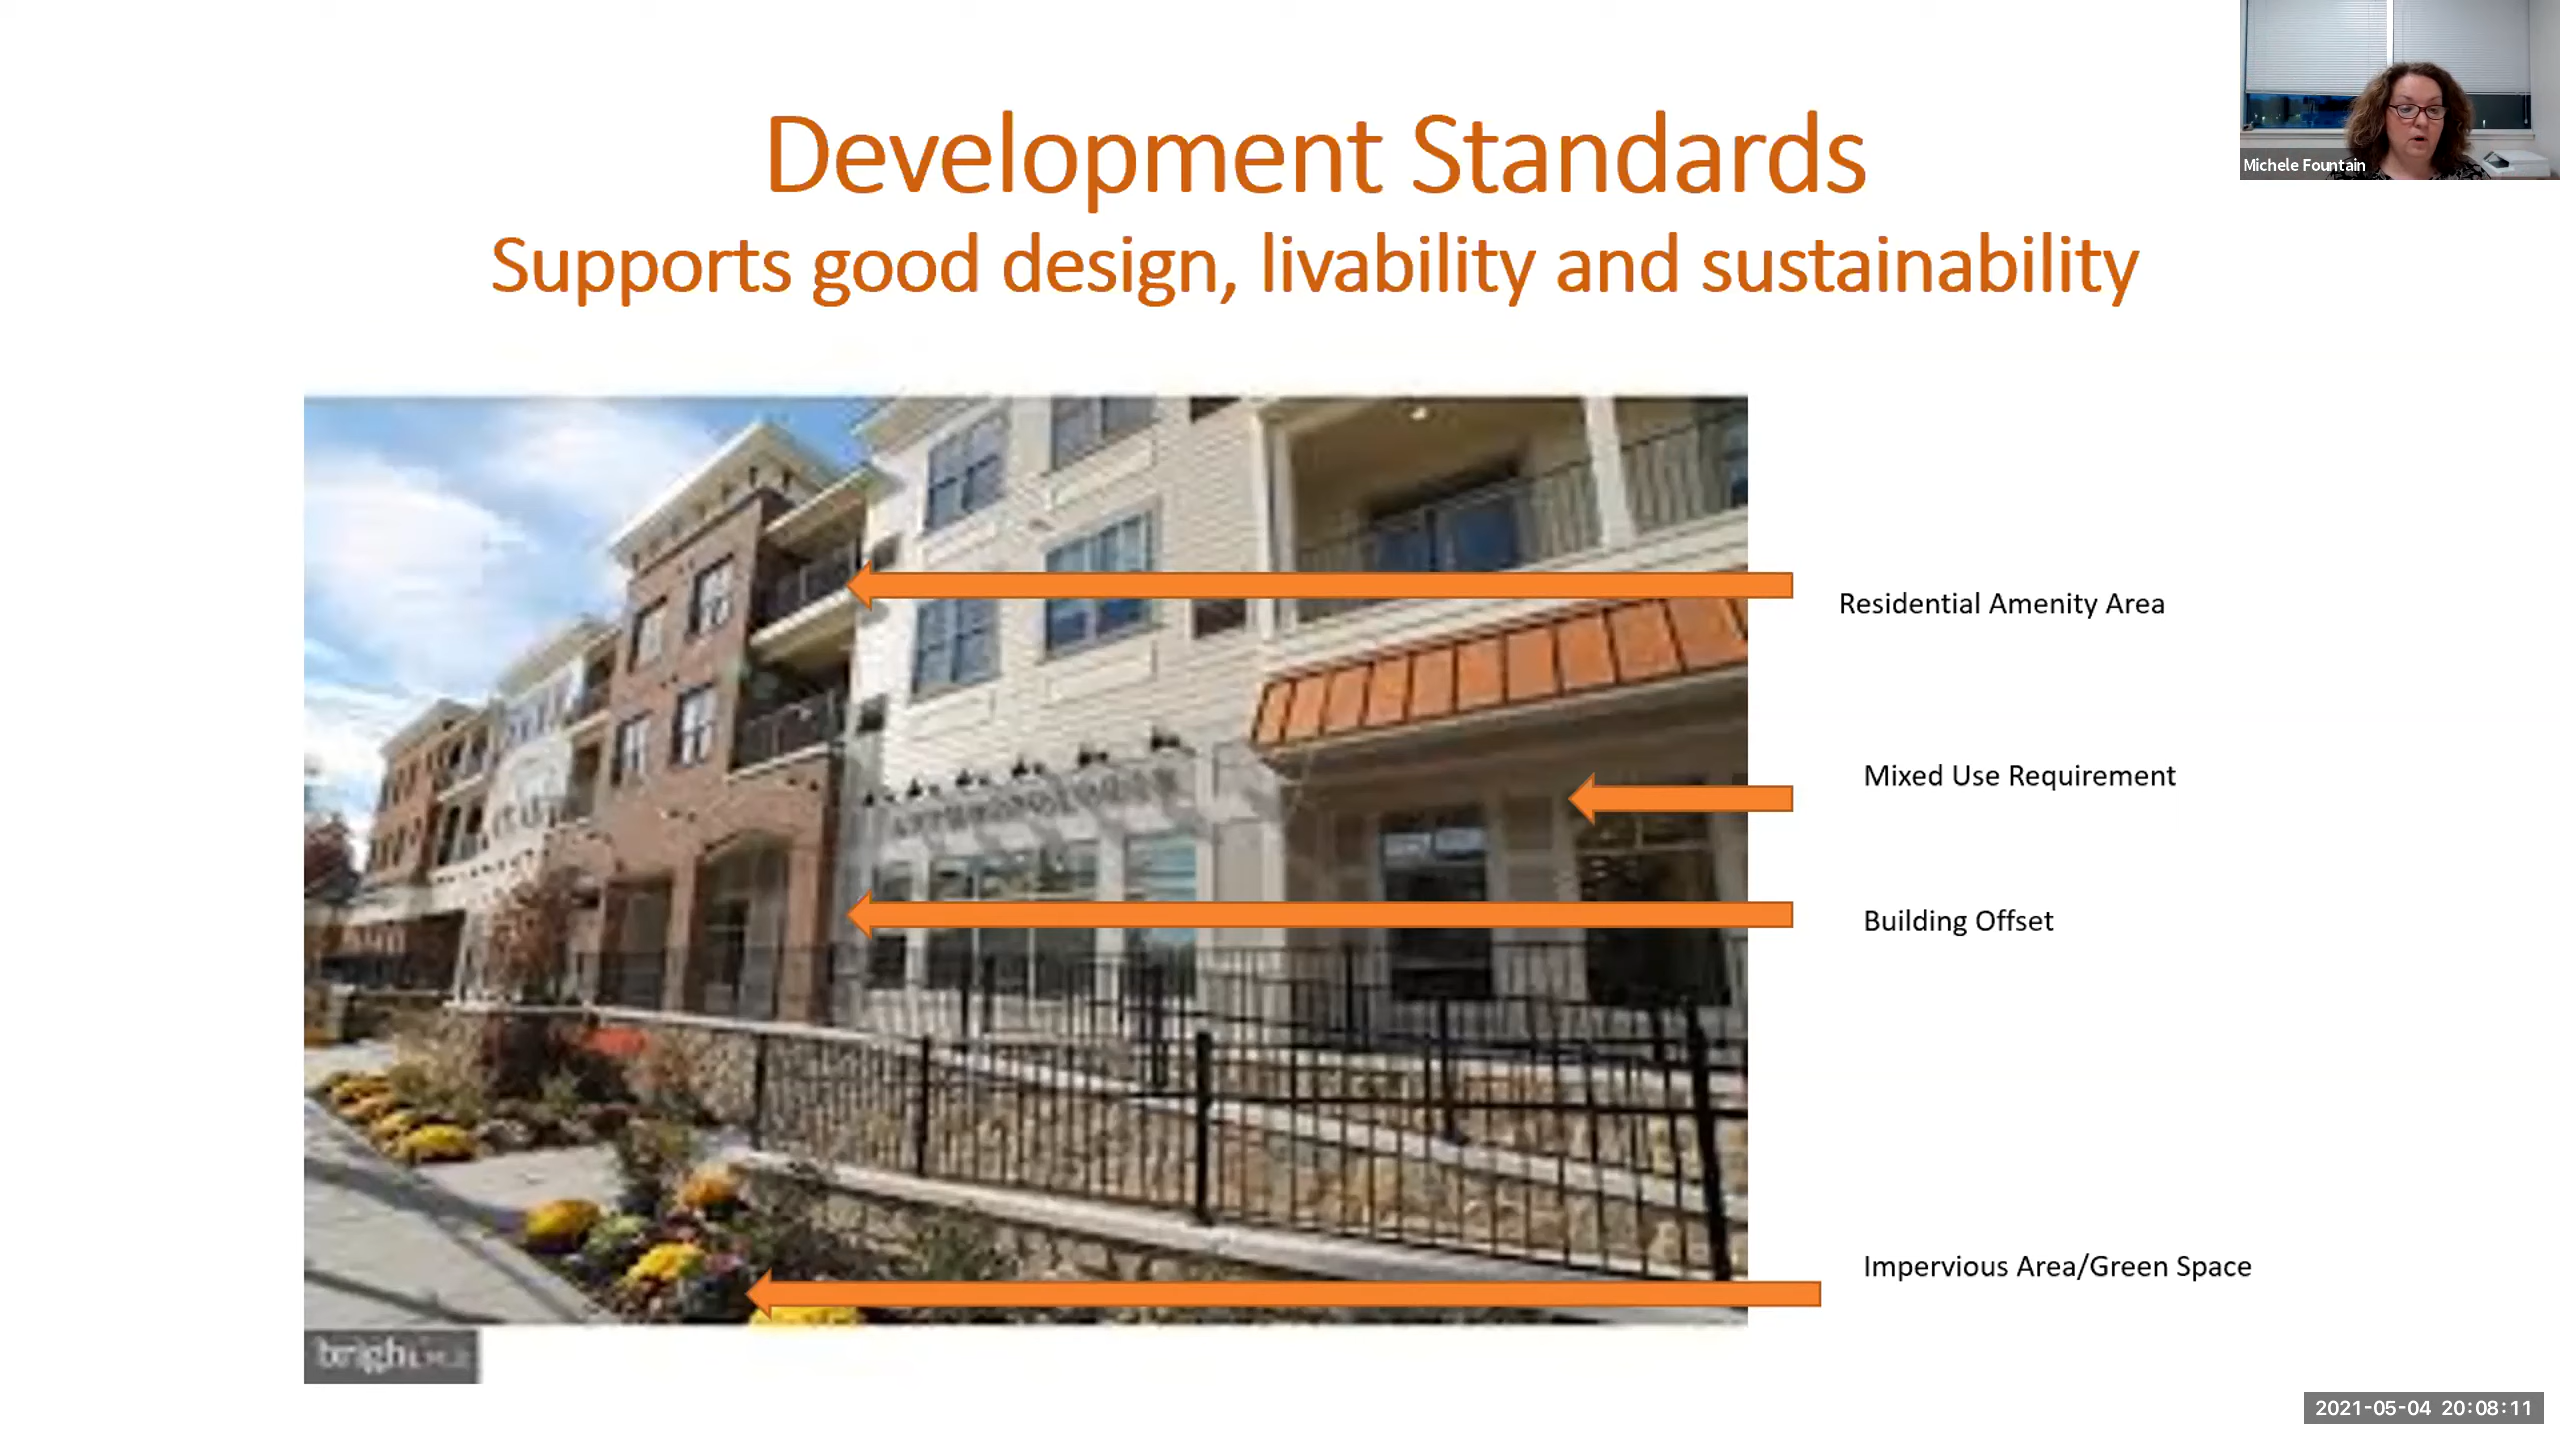 Development Standards
Supports good design, livability and sustainability
Michele Fountain
Residential Amenity Area
Mixed Use Requirement
Building Offset
Impervious Area/Green Space
2021-05-04 20:08:11